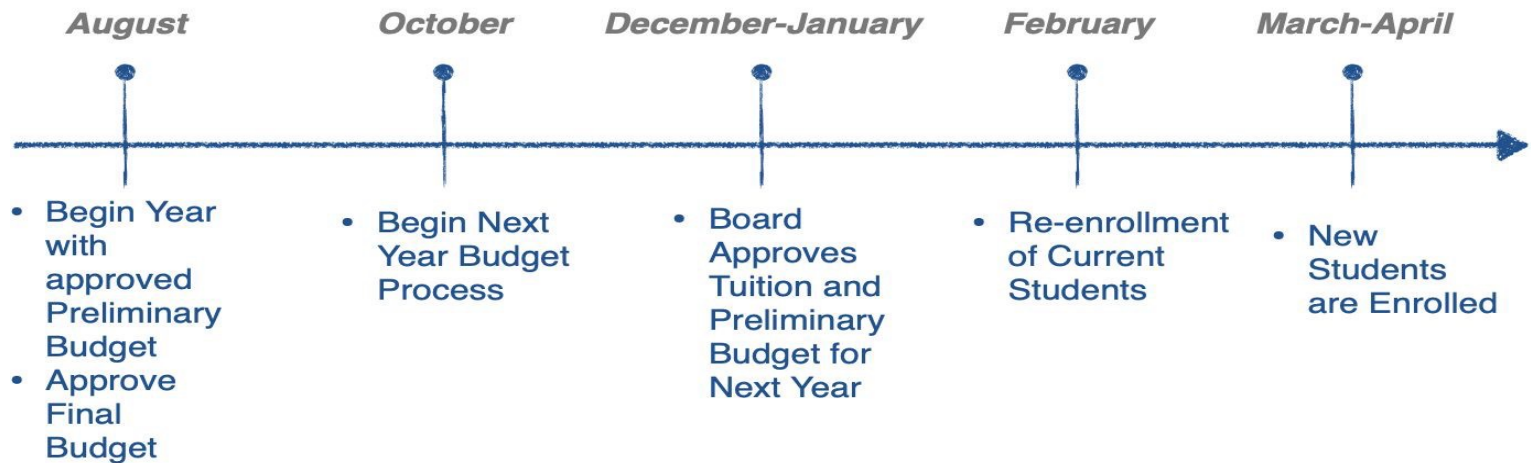 August
October
December-January
February
March-April
• Begin Year
with
approved
Preliminary
Budget
• Approve
Final
Budget
• Begin Next
Year Budget
Process
• Board
Approves
Tuition and
Preliminary
Budget for
Next Year
• Re-enrollment
of Current
Students
• New
Students
are Enrolled